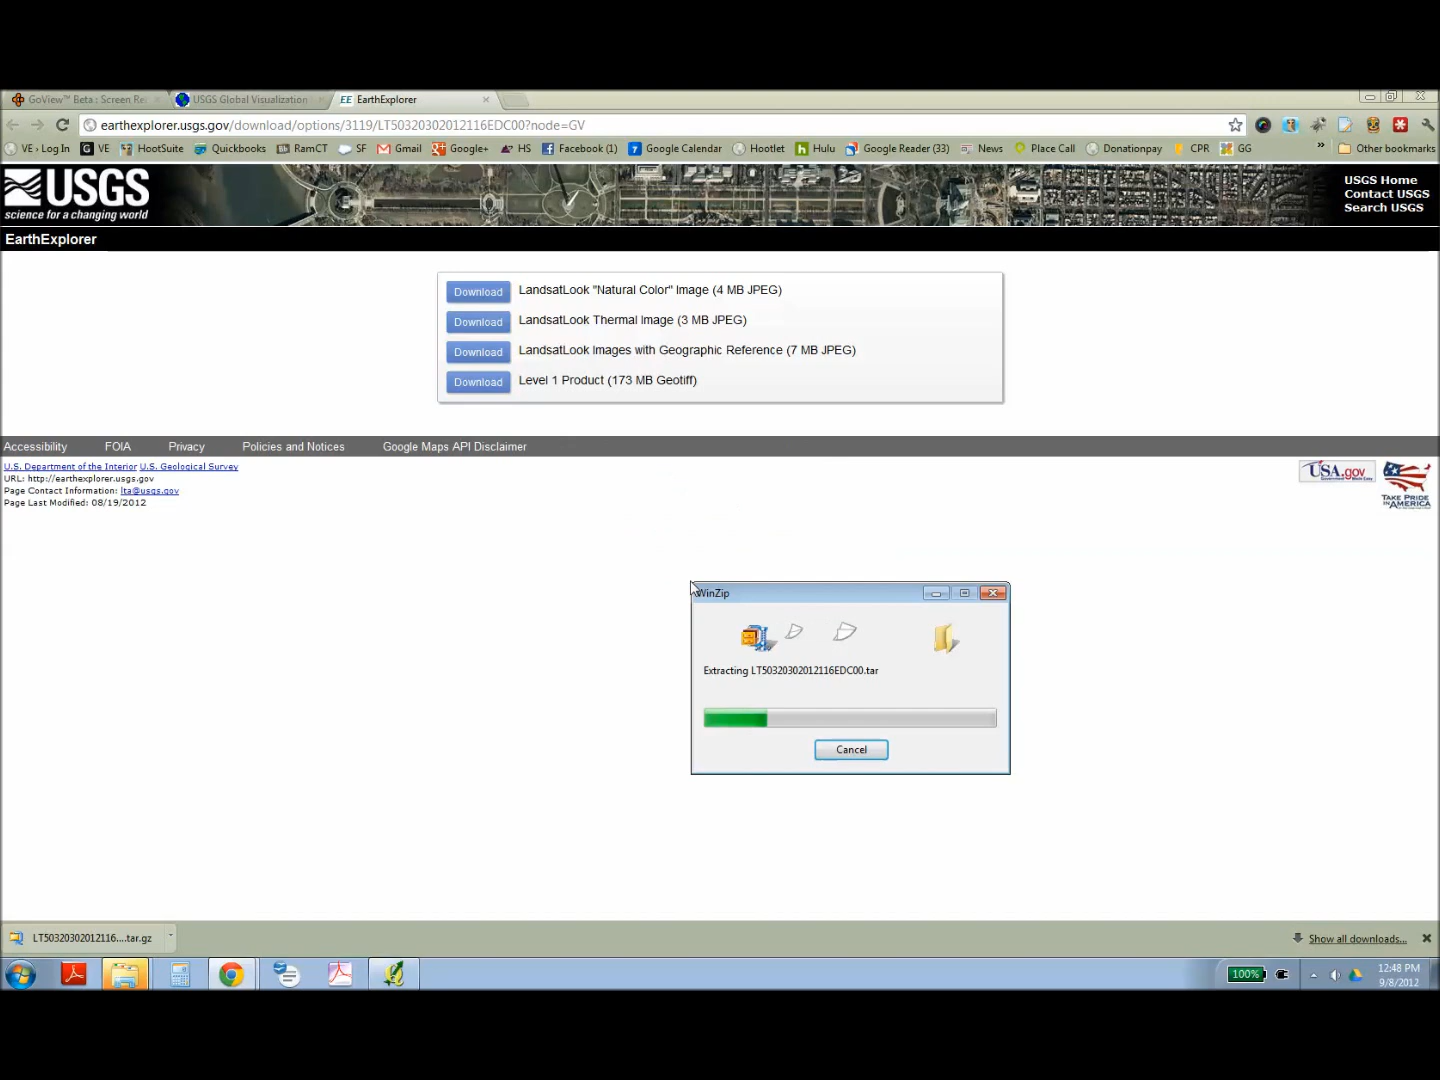 GoView™ Beta : Screen Re
USGS Global Visualization
EE EarthExplorer
earthexplorer.usgs.gov/download/options/3119/LT50320302012116EDC00?node=GV
VE › Log In
G VE
HootSuite
Quickbooks
RamCT
SF
Gmail
Google+
HS
Facebook (1)
7 Google Calendar
Hootlet
h Hulu
Google Reader (33)
News
Place Call
Donationpay
CPR
GG
»
Other bookmarks
USGS
science for a changing world
USGS Home
Contact USGS
Search USGS
EarthExplorer
Download LandsatLook "Natural Color" Image (4 MB JPEG)
Download LandsatLook Thermal Image (3 MB JPEG)
Download LandsatLook Images with Geographic Reference (7 MB JPEG)
Download Level 1 Product (173 MB Geotiff)
Accessibility FOIA Privacy Policies and Notices Google Maps API Disclaimer
U.S. Department of the Interior U.S. Geological Survey
URL: http://earthexplorer.usgs.gov
Page Contact Information: lta@usgs.gov
Page Last Modified: 08/19/2012
USA.gov
TAKE PRIDE
IN AMERICA
WinZip
Extracting LT50320302012116EDC00.tar
Cancel
LT50320302012116....tar.gz
Show all downloads...
100%
12:48 PM
9/8/2012